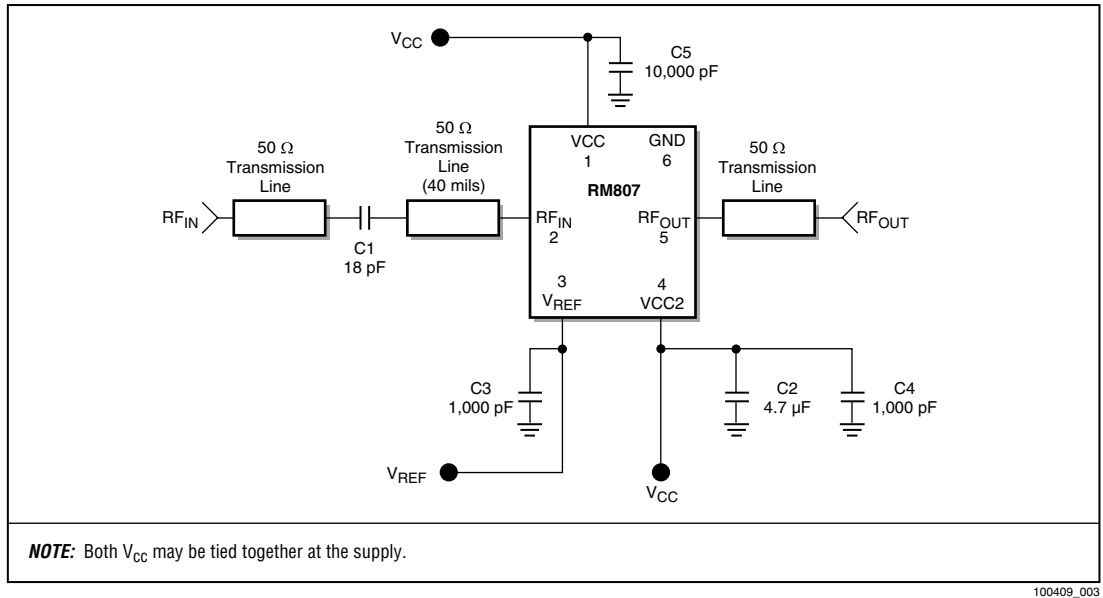 V_CC
C5
10,000 pF
50 Ω
Transmission
Line
50 Ω
Transmission
Line
(40 mils)
VCC
1
GND
6
50 Ω
Transmission
Line
RM807
RF_IN
C1
18 pF
RF_IN
2
RF_OUT
5
RF_OUT
3
V_REF
4
VCC2
C3
1,000 pF
C2
4.7 µF
C4
1,000 pF
V_REF
V_CC
NOTE: Both V_CC may be tied together at the supply.
100409_003